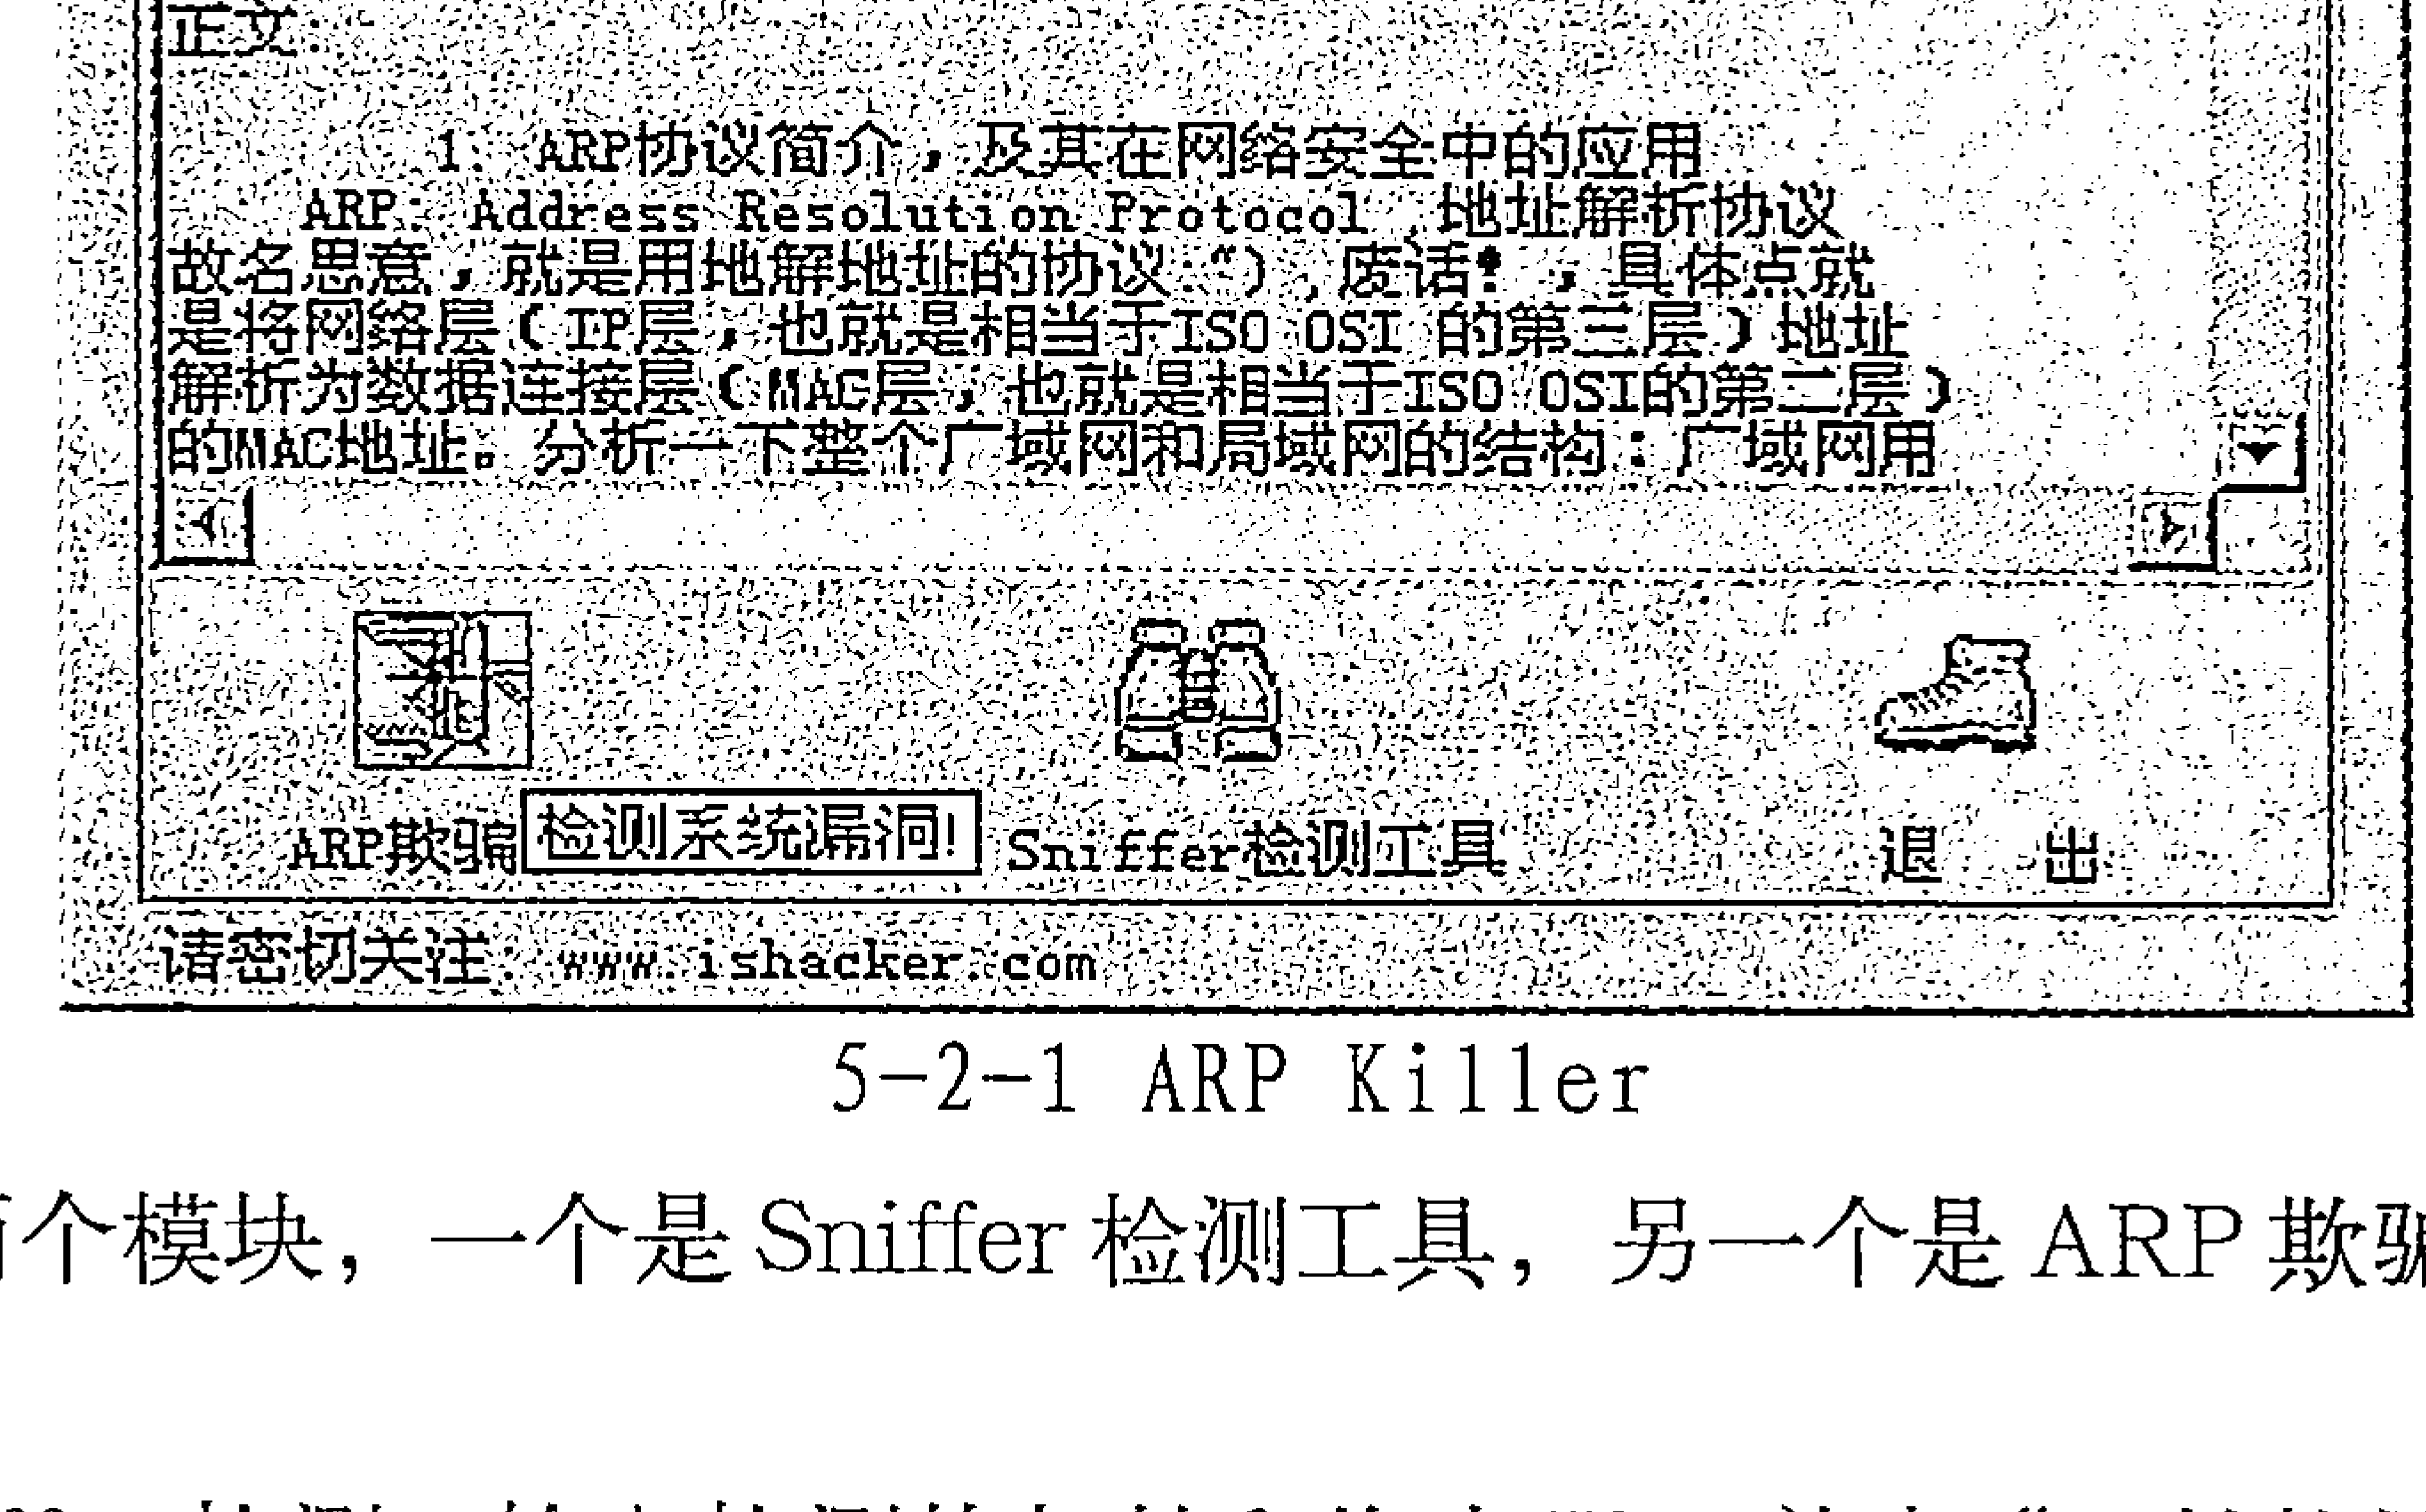 正文:
1: ARP协议简介，及其在网络安全中的应用
ARP: Address Resolution Protocol 地址解析协议
故名思意，就是用地解地址的协议:^)，废话！，具体点就
是将网络层(IP层，也就是相当于ISO OSI 的第三层)地址
解析为数据连接层(MAC层，也就是相当于ISO OSI的第二层)
的MAC地址。分析一下整个广域网和局域网的结构：广域网用
ARP欺骗 检测系统漏洞! Sniffer检测工具 退 出
请密切关注: www.ishacker.com
5-2-1 ARP Killer
个模块，一个是 Sniffer 检测工具，另一个是 ARP 欺骗